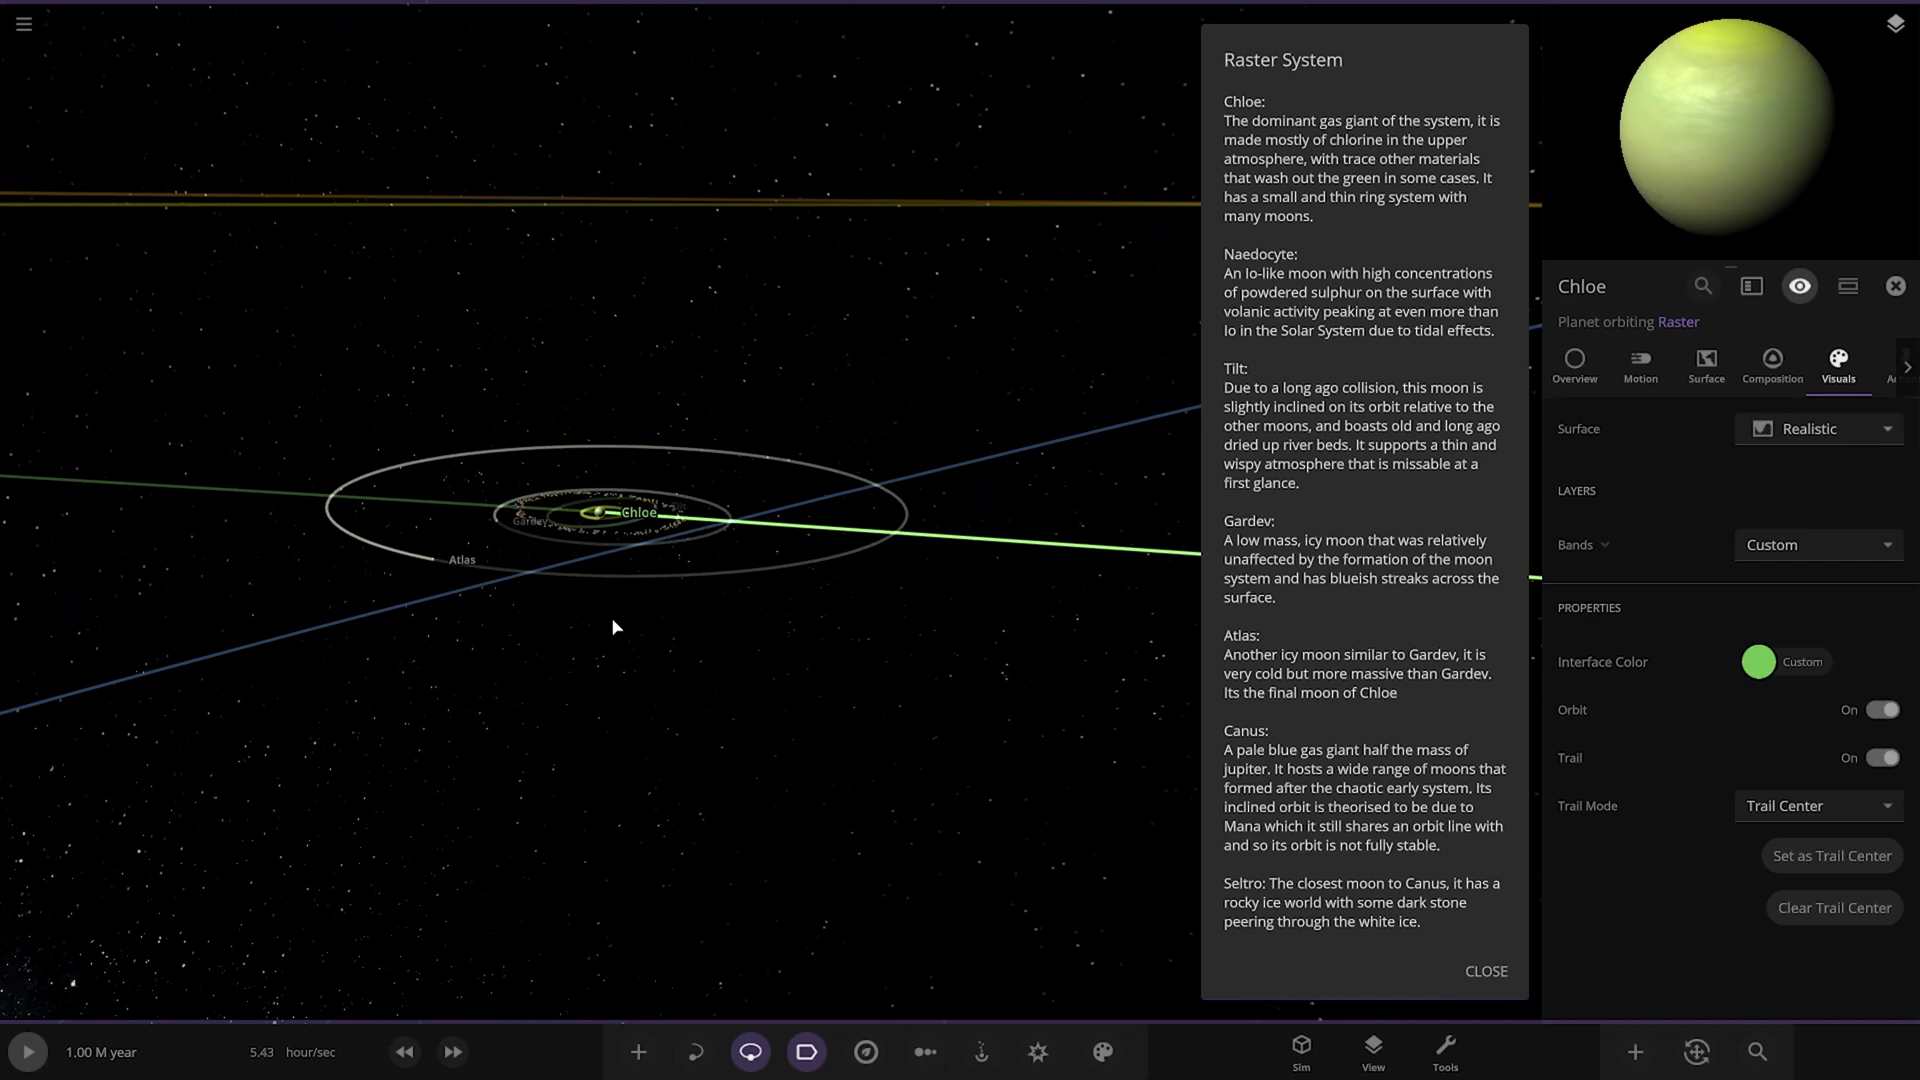 Raster System
Chloe:
The dominant gas giant of the system, it is
made mostly of chlorine in the upper
atmosphere, with trace other materials
that wash out the green in some cases. It
has a small and thin ring system with
many moons.
Naedocyte:
An Io-like moon with high concentrations
of powdered sulphur on the surface with
volanic activity peaking at even more than
Io in the Solar System due to tidal effects.
Tilt:
Due to a long ago collision, this moon is
slightly inclined on its orbit relative to the
other moons, and boasts old and long ago
dried up river beds. It supports a thin and
wispy atmosphere that is missable at a
first glance.
Gardev:
A low mass, icy moon that was relatively
unaffected by the formation of the moon
system and has blueish streaks across the
surface.
Atlas:
Another icy moon similar to Gardev, it is
very cold but more massive than Gardev.
Its the final moon of Chloe
Canus:
A pale blue gas giant half the mass of
jupiter. It hosts a wide range of moons that
formed after the chaotic early system. Its
inclined orbit is theorised to be due to
Mana which it still shares an orbit line with
and so its orbit is not fully stable.
Seltro: The closest moon to Canus, it has a
rocky ice world with some dark stone
peering through the white ice.
CLOSE
Gardev
Chloe
Atlas
Chloe
Planet orbiting Raster
Overview Motion Surface Composition Visuals
Surface Realistic
LAYERS
Bands Custom
PROPERTIES
Interface Color Custom
Orbit On
Trail On
Trail Mode Trail Center
Set as Trail Center
Clear Trail Center
1.00 M year 5.43 hour/sec
Sim View Tools